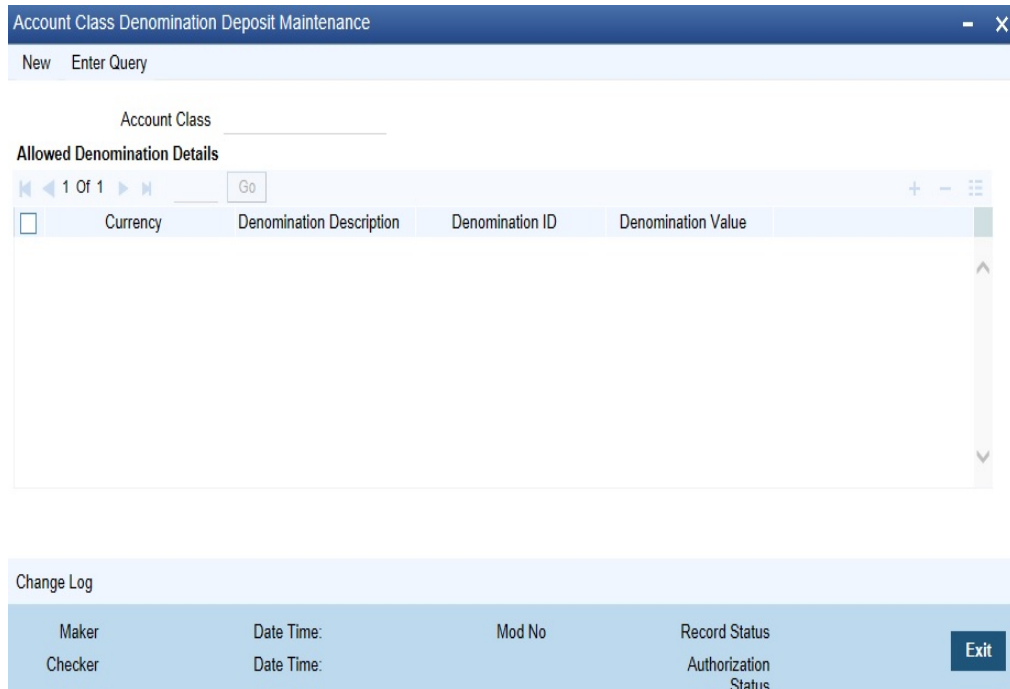 Account Class Denomination Deposit Maintenance
New Enter Query
Account Class
Allowed Denomination Details
1 Of 1 Go
Currency Denomination Description Denomination ID Denomination Value
Change Log
Maker Date Time: Mod No Record Status
Checker Date Time: Authorization Status
Exit